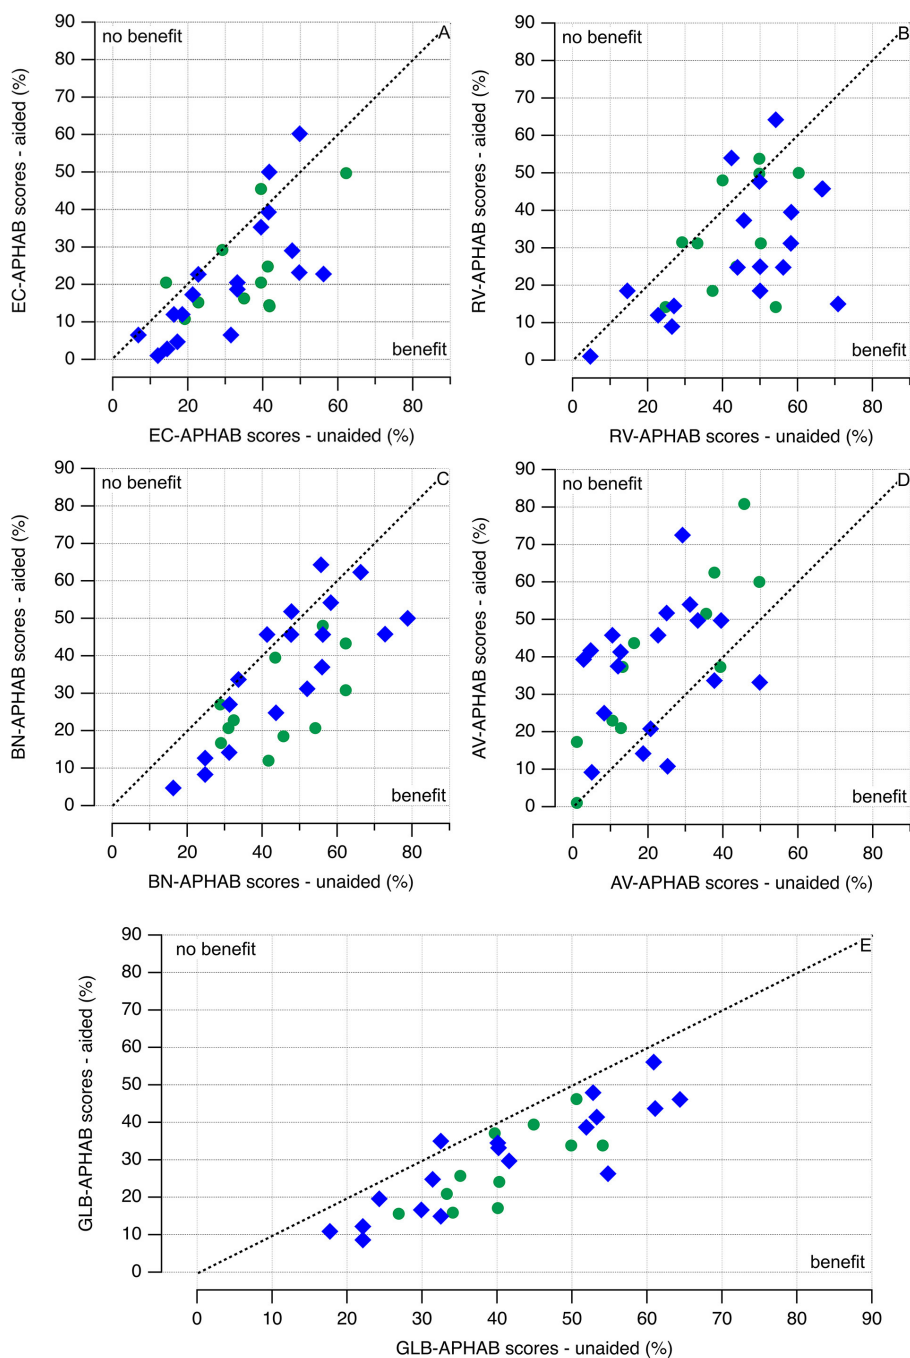 90
80
70
60
50
40
30
20
10
0
no benefit
A
benefit
EC-APHAB scores - aided (%)
0 20 40 60 80
EC-APHAB scores - unaided (%)
90
80
70
60
50
40
30
20
10
0
no benefit
B
benefit
RV-APHAB scores - aided (%)
0 20 40 60 80
RV-APHAB scores - unaided (%)
90
80
70
60
50
40
30
20
10
0
no benefit
C
benefit
BN-APHAB scores - aided (%)
0 20 40 60 80
BN-APHAB scores - unaided (%)
90
80
70
60
50
40
30
20
10
0
no benefit
D
benefit
AV-APHAB scores - aided (%)
0 20 40 60 80
AV-APHAB scores - unaided (%)
90
80
70
60
50
40
30
20
10
0
no benefit
E
benefit
GLB-APHAB scores - aided (%)
0 10 20 30 40 50 60 70 80 90
GLB-APHAB scores - unaided (%)